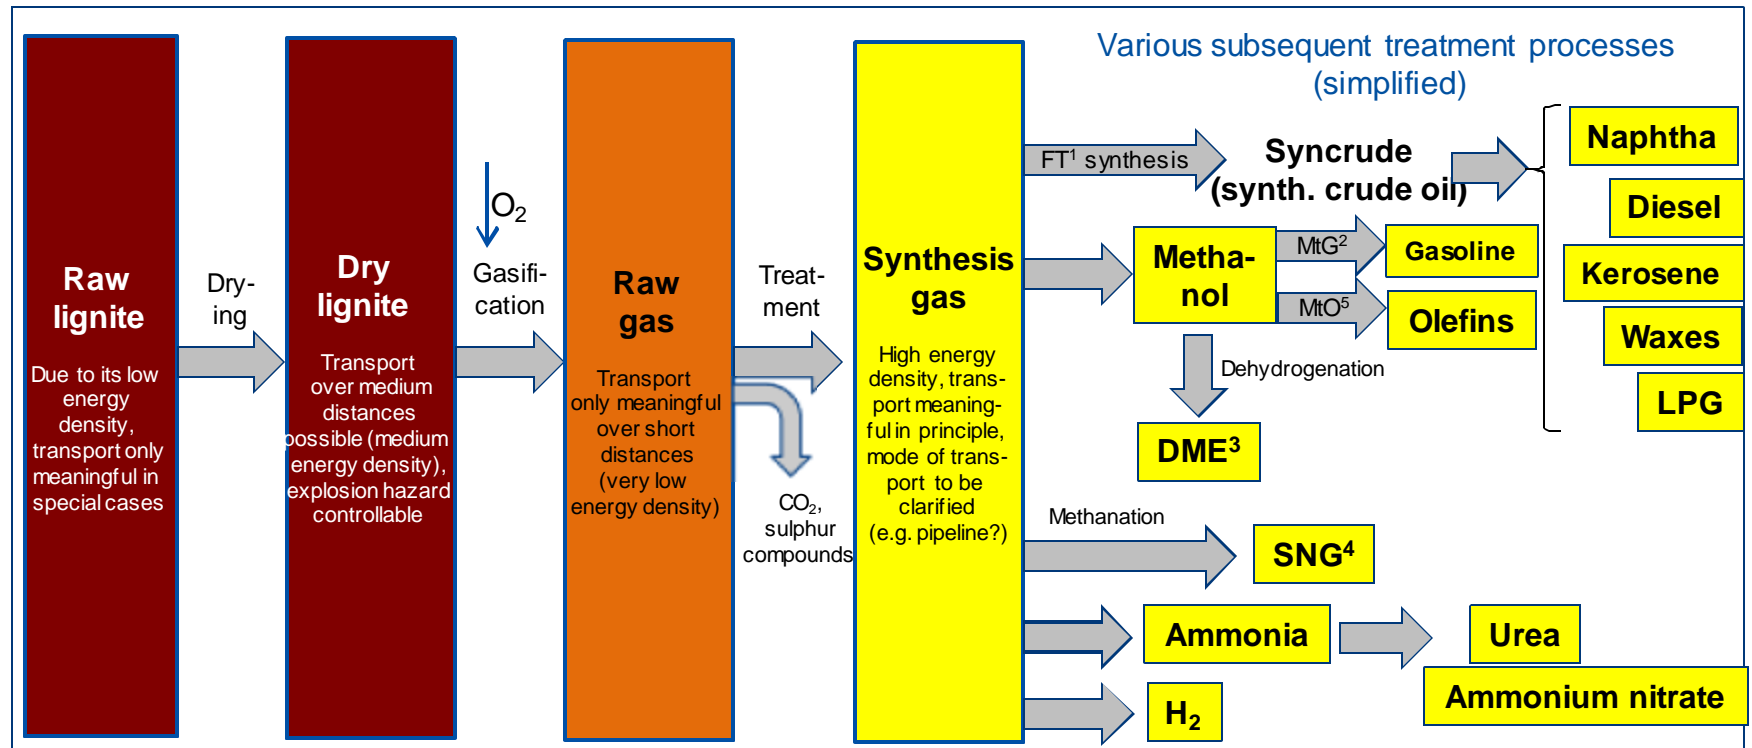 Various subsequent treatment processes
(simplified)
Raw
lignite
Due to its low
energy
density,
transport only
meaningful in
special cases
Dry-
ing
Dry
lignite
Transport
over medium
distances
possible (medium
energy density),
explosion hazard
controllable
O₂
Gasifi-
cation
Raw
gas
Transport
only meaningful
over short
distances
(very low
energy density)
Treat-
ment
CO₂,
sulphur
compounds
Synthesis
gas
High energy
density, trans-
port meaning-
ful in principle,
mode of trans-
port to be
clarified
(e.g. pipeline?)
FT¹ synthesis
Syncrude
(synth. crude oil)
Naphtha
Diesel
Kerosene
Waxes
LPG
Metha-
nol
MtG²
Gasoline
MtO⁵
Olefins
Dehydrogenation
DME³
Methanation
SNG⁴
Ammonia
Urea
Ammonium nitrate
H₂